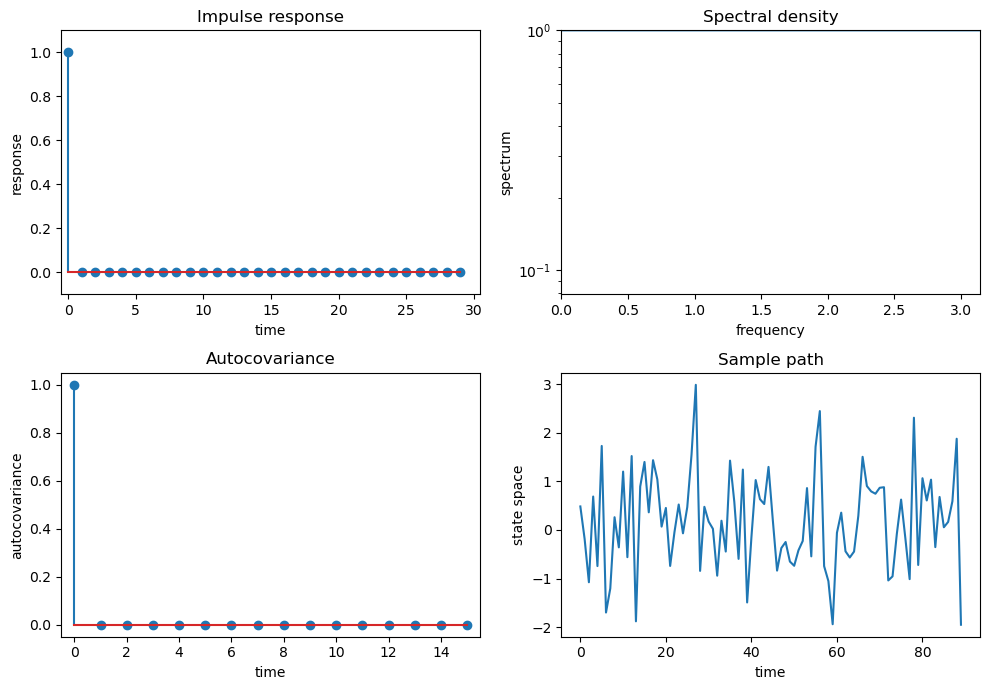 Impulse response
response
1.0
0.8
0.6
0.4
0.2
0.0
0 5 10 15 20 25 30
time
Spectral density
spectrum
10⁰
10⁻¹
0.0 0.5 1.0 1.5 2.0 2.5 3.0
frequency
Autocovariance
autocovariance
1.0
0.8
0.6
0.4
0.2
0.0
0 2 4 6 8 10 12 14
time
Sample path
state space
3
2
1
0
−1
−2
0 20 40 60 80
time